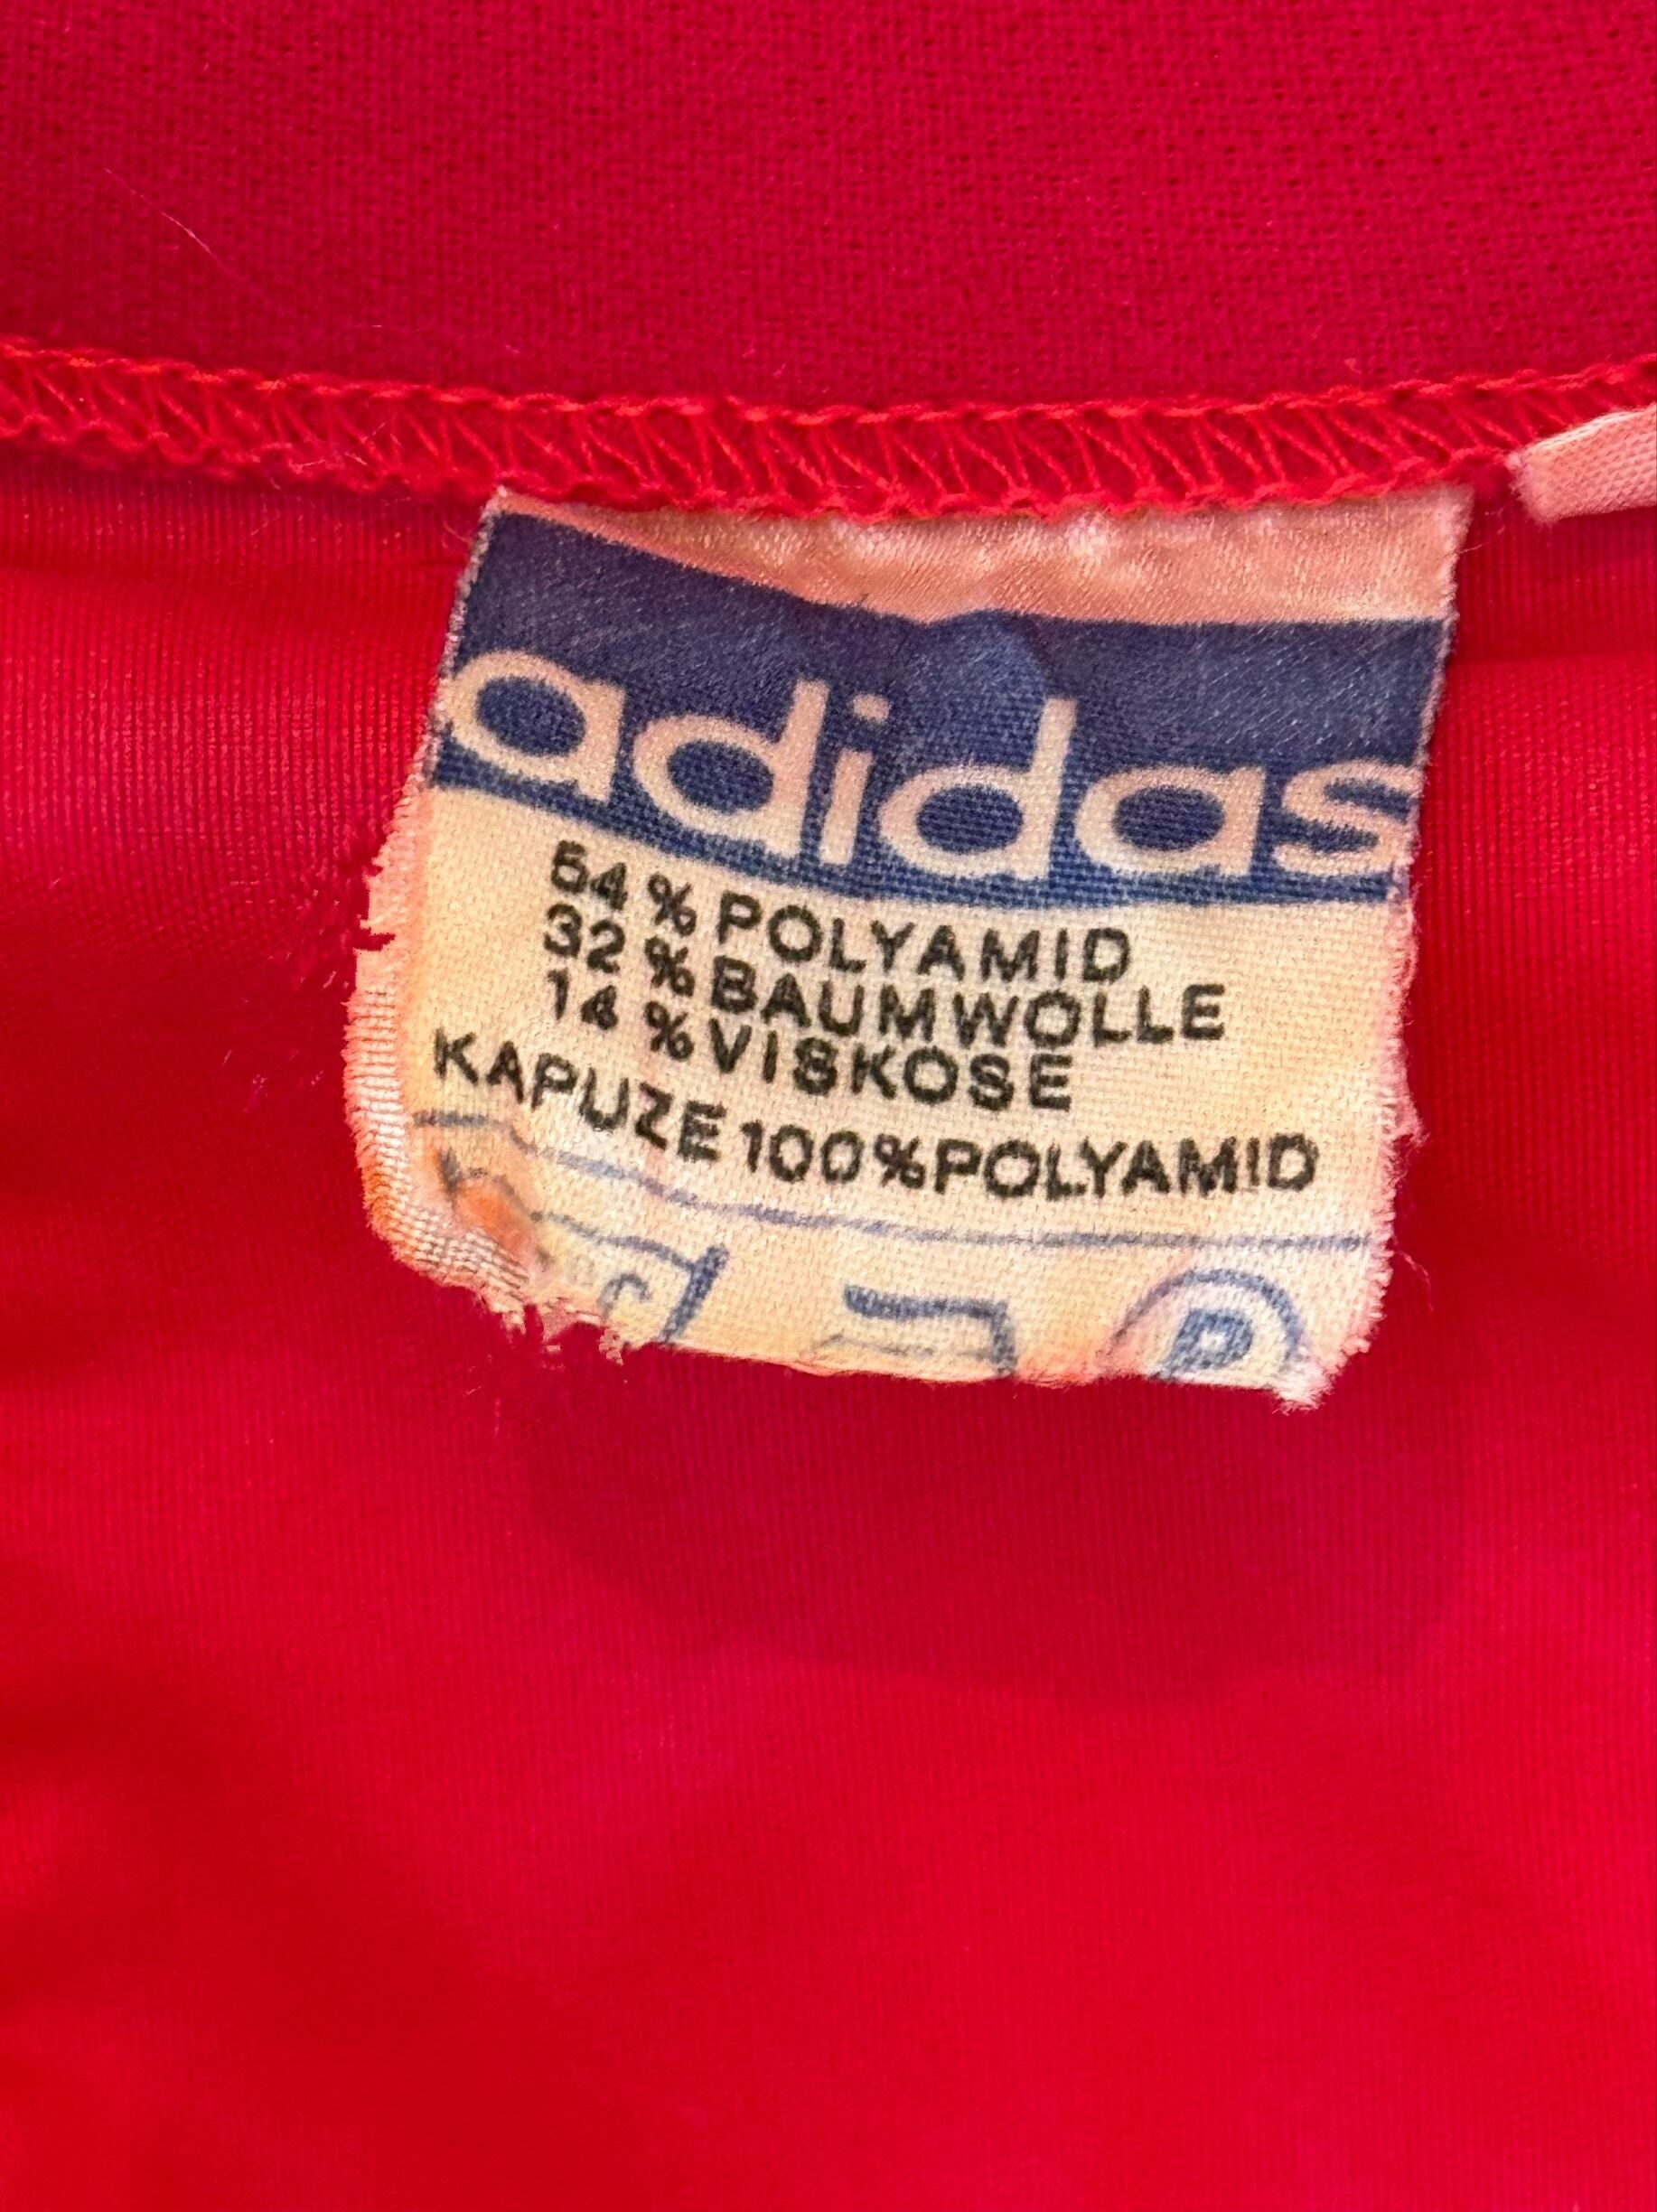 adidas
54 % POLYAMID
32 % BAUMWOLLE
14 % VISKOSE
KAPUZE 100% POLYAMID
P